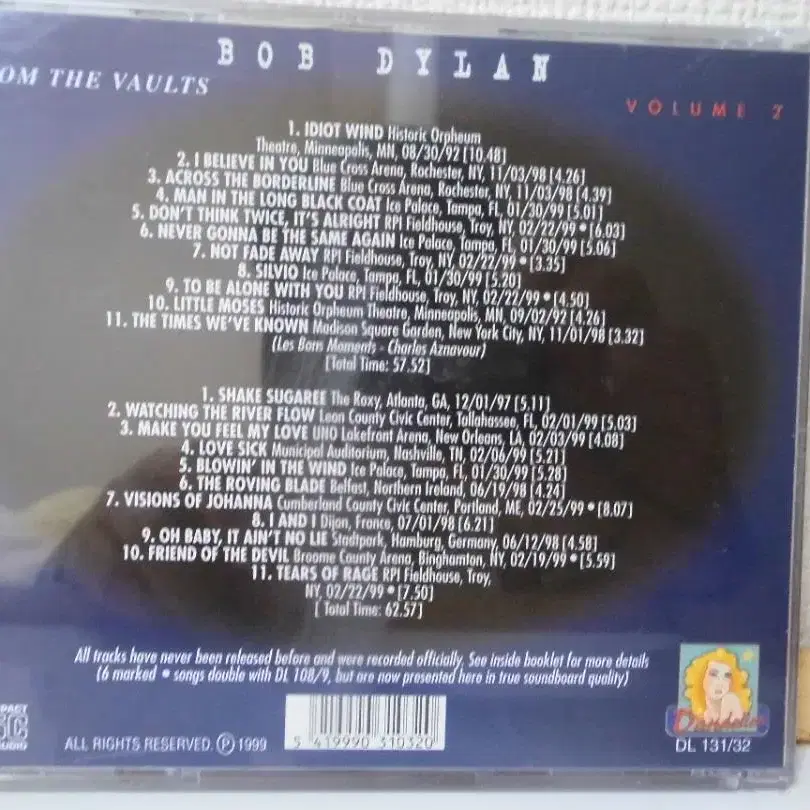 BOB DYLAN
OM THE VAULTS
VOLUME 2
1. IDIOT WIND Historic Orpheum
Theatre, Minneapolis, MN, 08/30/92 [10.48]
2. I BELIEVE IN YOU Blue Cross Arena, Rochester, NY, 11/03/98 [4.26]
3. ACROSS THE BORDERLINE Blue Cross Arena, Rochester, NY, 11/03/98 [4.39]
4. MAN IN THE LONG BLACK COAT Ice Palace, Tampa, FL, 01/30/99 [5.01]
5. DON'T THINK TWICE, IT'S ALRIGHT RPI Fieldhouse, Troy, NY, 02/22/99 • [6.03]
6. NEVER GONNA BE THE SAME AGAIN Ice Palace, Tampa, FL, 01/30/99 [5.06]
7. NOT FADE AWAY RPI Fieldhouse, Troy, NY, 02/22/99 • [3.35]
8. SILVIO Ice Palace, Tampa, FL, 01/30/99 [5.20]
9. TO BE ALONE WITH YOU RPI Fieldhouse, Troy, NY, 02/22/99 • [4.50]
10. LITTLE MOSES Historic Orpheum Theatre, Minneapolis, MN, 09/02/92 [4.26]
11. THE TIMES WE'VE KNOWN Madison Square Garden, New York City, NY, 11/01/98 [3.32]
(Les Bons Moments - Charles Aznavour)
[Total Time: 57.52]
1. SHAKE SUGAREE The Roxy, Atlanta, GA, 12/01/97 [5.11]
2. WATCHING THE RIVER FLOW Leon County Civic Center, Tallahassee, FL, 02/01/99 [5.03]
3. MAKE YOU FEEL MY LOVE UNO Lakefront Arena, New Orleans, LA, 02/03/99 [4.08]
4. LOVE SICK Municipal Auditorium, Nashville, TN, 02/06/99 [5.21]
5. BLOWIN' IN THE WIND Ice Palace, Tampa, FL, 01/30/99 [5.28]
6. THE ROVING BLADE Belfast, Northern Ireland, 06/19/98 [4.24]
7. VISIONS OF JOHANNA Cumberland County Civic Center, Portland, ME, 02/25/99 • [8.07]
8. I AND I Dijon, France, 07/01/98 [6.21]
9. OH BABY, IT AIN'T NO LIE Stadtpark, Hamburg, Germany, 06/12/98 [4.58]
10. FRIEND OF THE DEVIL Broome County Arena, Binghamton, NY, 02/19/99 • [5.59]
11. TEARS OF RAGE RPI Fieldhouse, Troy,
NY, 02/22/99 • [7.50]
[ Total Time: 62.57]
All tracks have never been released before and were recorded officially. See inside booklet for more details
(6 marked • songs double with DL 108/9, but are now presented here in true soundboard quality)
Dandelion
DL 131/32
PACT
AUDIO
ALL RIGHTS RESERVED. Ⓟ 1999
5 419990 310320